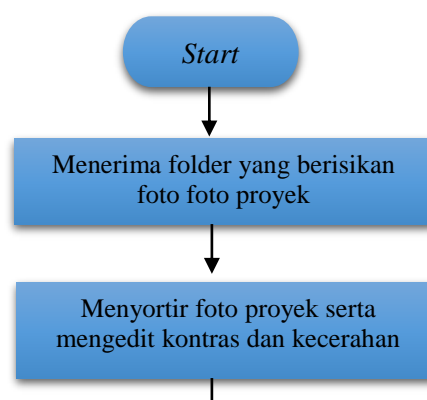 Start
Menerima folder yang berisikan
foto foto proyek
Menyortir foto proyek serta
mengedit kontras dan kecerahan